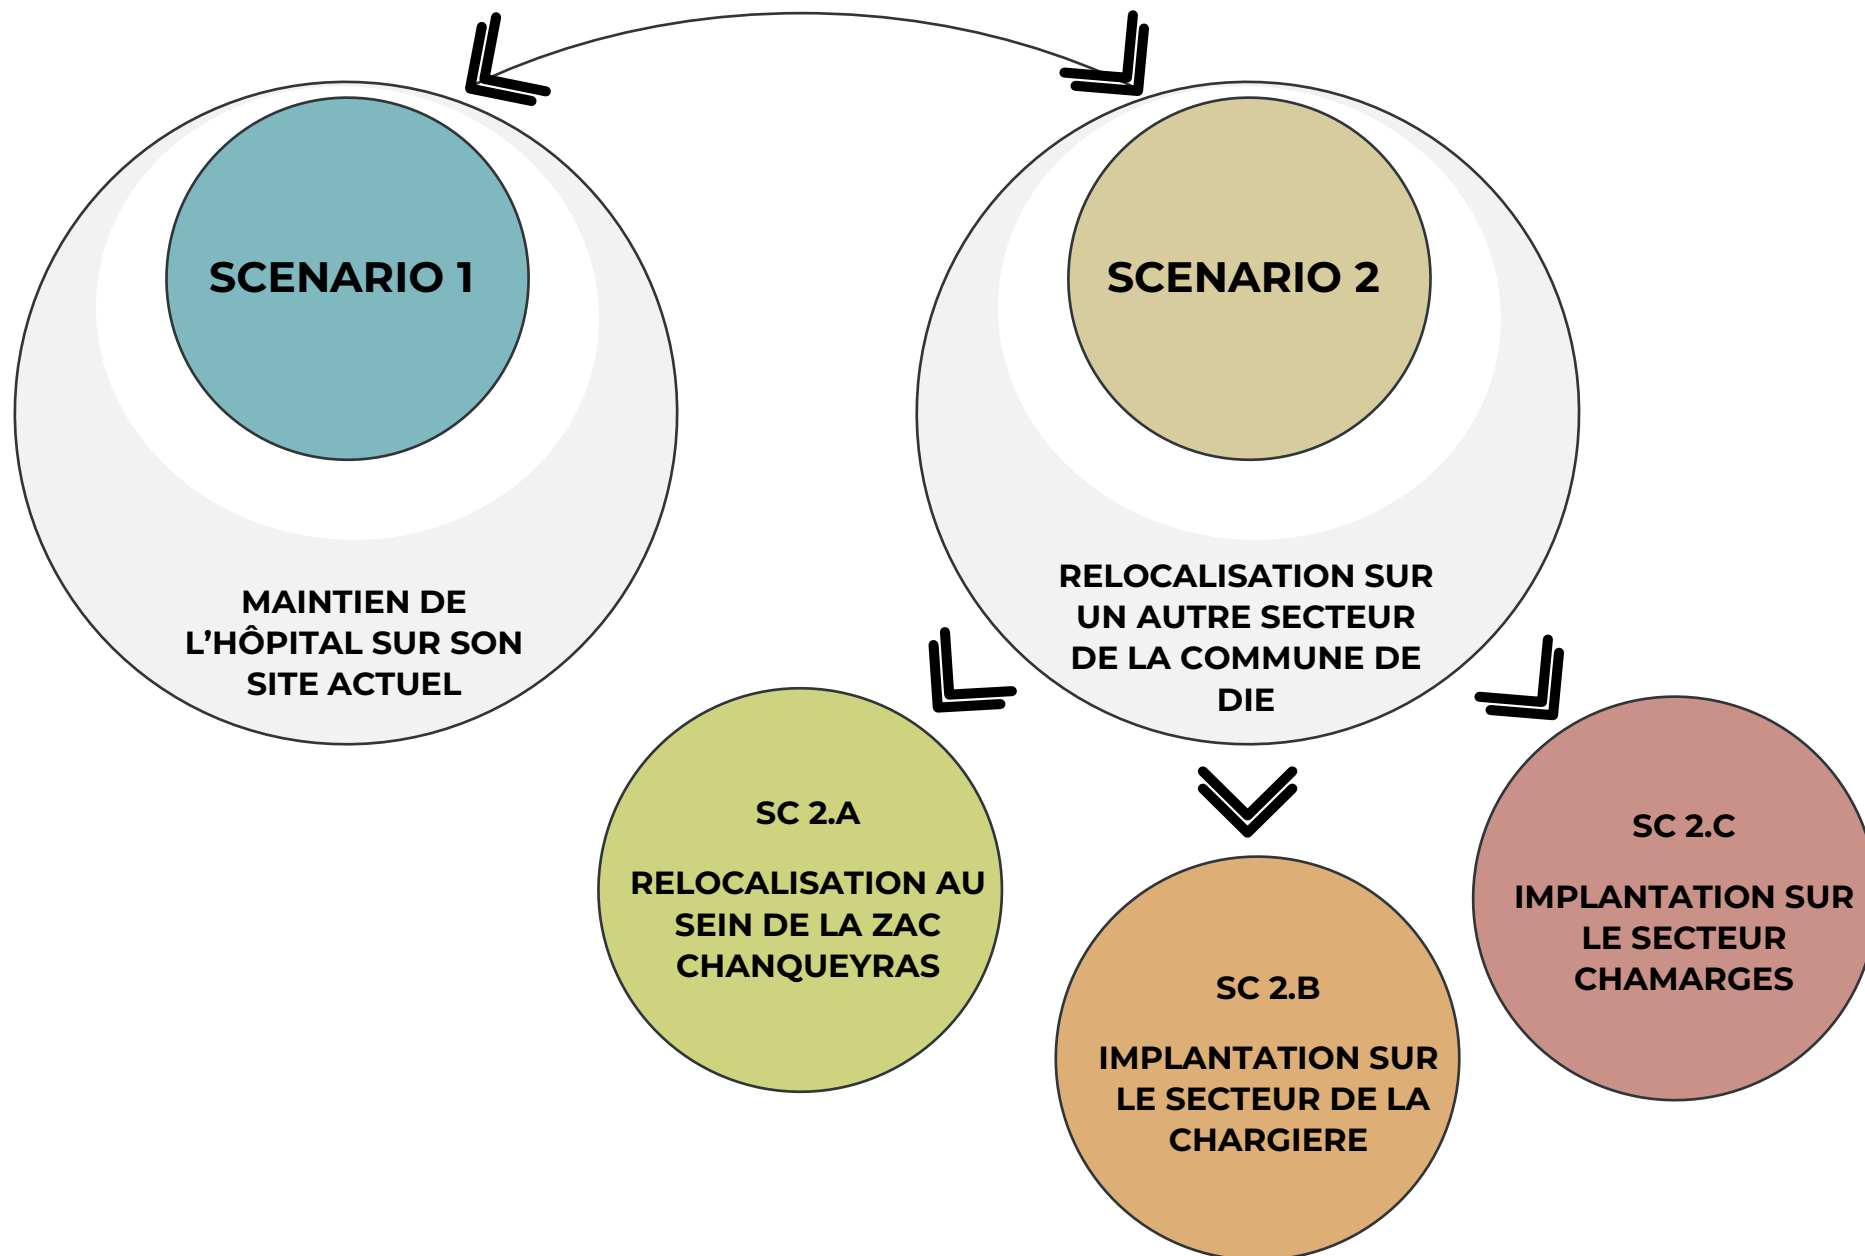 SCENARIO 1
MAINTIEN DE
L’HÔPITAL SUR SON
SITE ACTUEL
SCENARIO 2
RELOCALISATION SUR
UN AUTRE SECTEUR
DE LA COMMUNE DE
DIE
SC 2.A
RELOCALISATION AU
SEIN DE LA ZAC
CHANQUEYRAS
SC 2.B
IMPLANTATION SUR
LE SECTEUR DE LA
CHARGIERE
SC 2.C
IMPLANTATION SUR
LE SECTEUR
CHAMARGES